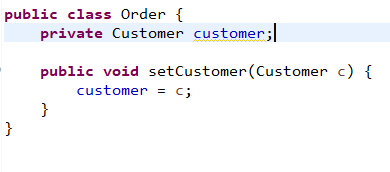 public class Order {
    private Customer customer;
    public void setCustomer(Customer c) {
        customer = c;
    }
}